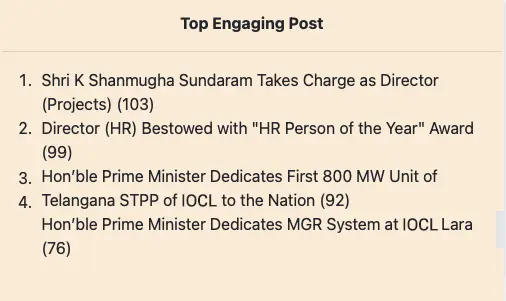 Top Engaging Post
1. Shri K Shanmugha Sundaram Takes Charge as Director
(Projects) (103)
2. Director (HR) Bestowed with "HR Person of the Year" Award
(99)
3. Hon’ble Prime Minister Dedicates First 800 MW Unit of
4. Telangana STPP of IOCL to the Nation (92)
Hon’ble Prime Minister Dedicates MGR System at IOCL Lara
(76)